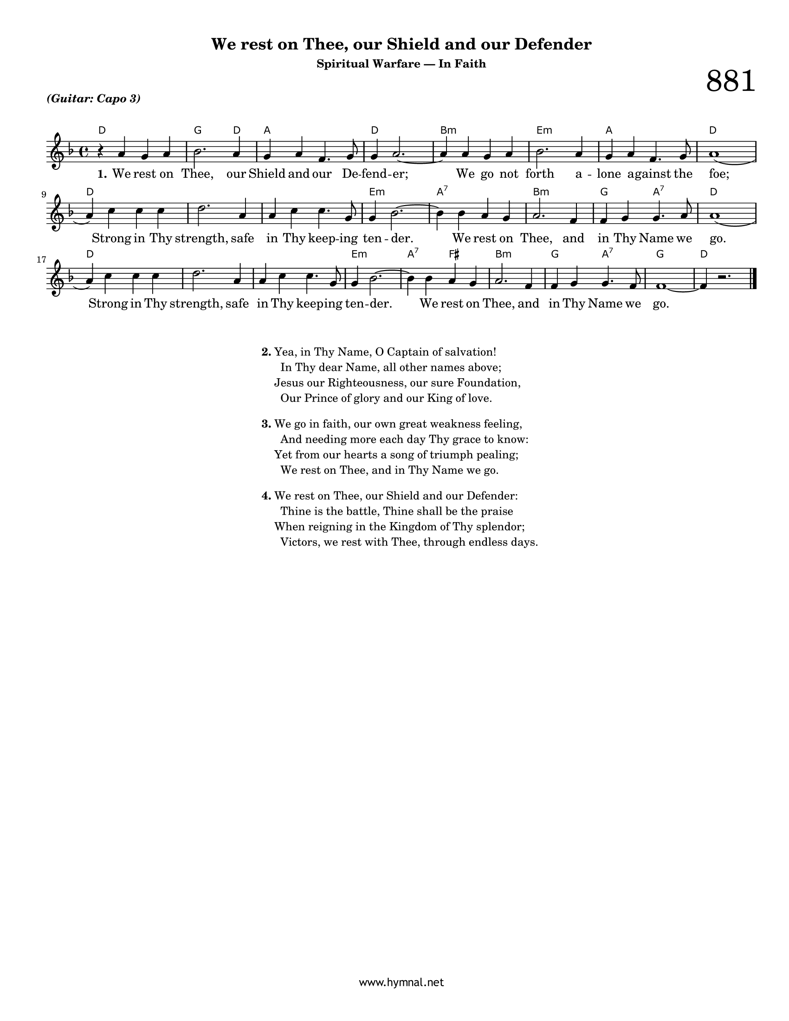 We rest on Thee, our Shield and our Defender
Spiritual Warfare — In Faith
881
(Guitar: Capo 3)
D G D A D Bm Em A D
1. We rest on Thee, our Shield and our De-fend-er; We go not forth a - lone against the foe;
9
D Em A7 Bm G A7 D
Strong in Thy strength, safe in Thy keep-ing ten - der. We rest on Thee, and in Thy Name we go.
17
D Em A7 F# Bm G A7 G D
Strong in Thy strength, safe in Thy keeping ten-der. We rest on Thee, and in Thy Name we go.
2. Yea, in Thy Name, O Captain of salvation!
In Thy dear Name, all other names above;
Jesus our Righteousness, our sure Foundation,
Our Prince of glory and our King of love.
3. We go in faith, our own great weakness feeling,
And needing more each day Thy grace to know:
Yet from our hearts a song of triumph pealing;
We rest on Thee, and in Thy Name we go.
4. We rest on Thee, our Shield and our Defender:
Thine is the battle, Thine shall be the praise
When reigning in the Kingdom of Thy splendor;
Victors, we rest with Thee, through endless days.
www.hymnal.net